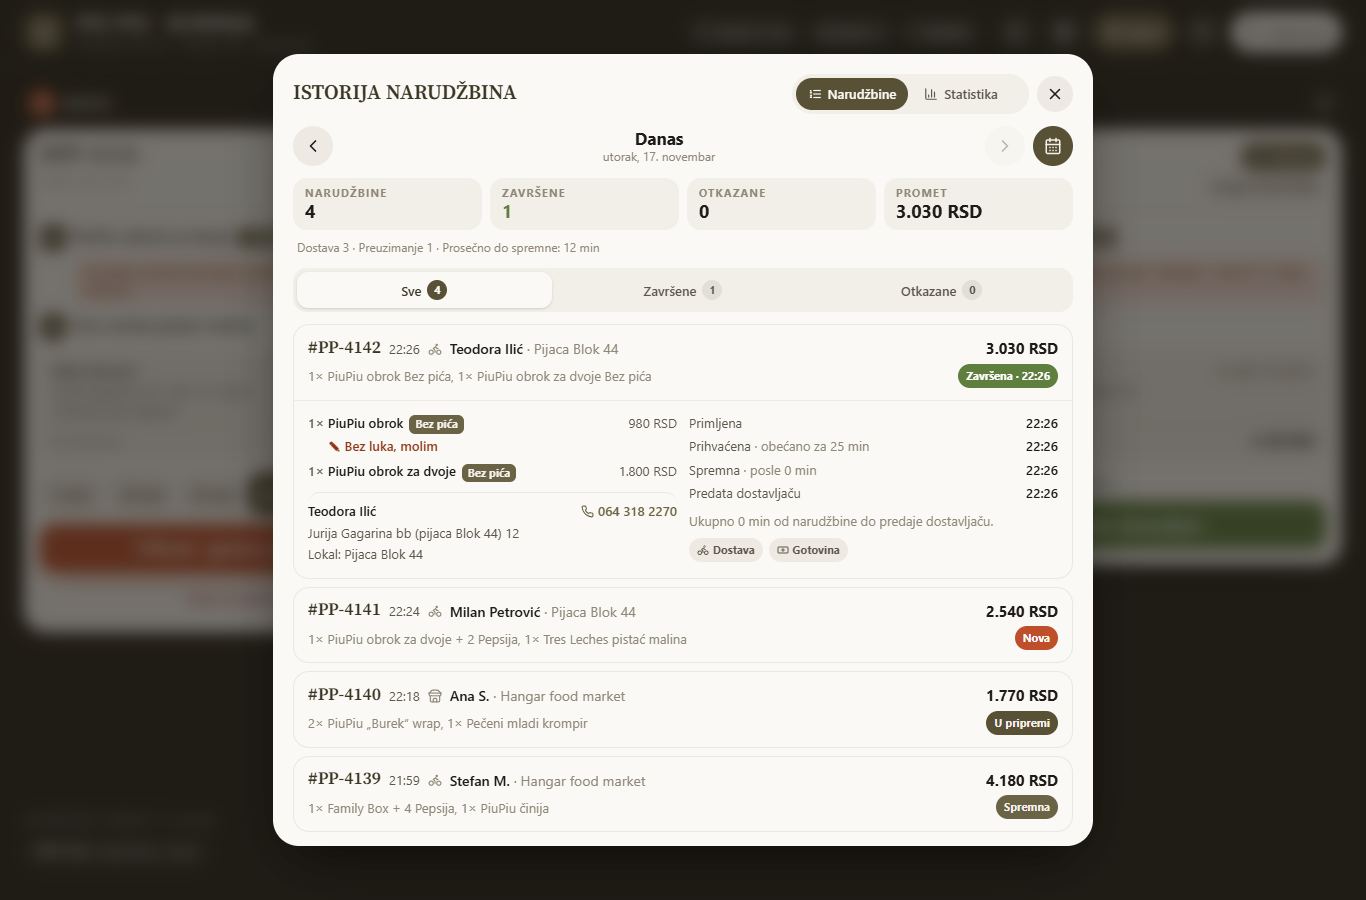 ISTORIJA NARUDŽBINA
Narudžbine
Statistika
Danas
utorak, 17. novembar
NARUDŽBINE
4
ZAVRŠENE
1
OTKAZANE
0
PROMET
3.030 RSD
Dostava 3 · Preuzimanje 1 · Prosečno do spremne: 12 min
Sve 4
Završene 1
Otkazane 0
#PP-4142 22:26 Teodora Ilić · Pijaca Blok 44 3.030 RSD
1× PiuPiu obrok Bez pića, 1× PiuPiu obrok za dvoje Bez pića Završena · 22:26
1× PiuPiu obrok Bez pića 980 RSD
Bez luka, molim
1× PiuPiu obrok za dvoje Bez pića 1.800 RSD
Teodora Ilić 064 318 2270
Jurija Gagarina bb (pijaca Blok 44) 12
Lokal: Pijaca Blok 44
Primljena 22:26
Prihvaćena · obećano za 25 min 22:26
Spremna · posle 0 min 22:26
Predata dostavljaču 22:26
Ukupno 0 min od narudžbine do predaje dostavljaču.
Dostava Gotovina
#PP-4141 22:24 Milan Petrović · Pijaca Blok 44 2.540 RSD
1× PiuPiu obrok za dvoje + 2 Pepsija, 1× Tres Leches pistać malina Nova
#PP-4140 22:18 Ana S. · Hangar food market 1.770 RSD
2× PiuPiu „Burek“ wrap, 1× Pečeni mladi krompir U pripremi
#PP-4139 21:59 Stefan M. · Hangar food market 4.180 RSD
1× Family Box + 4 Pepsija, 1× PiuPiu činija Spremna